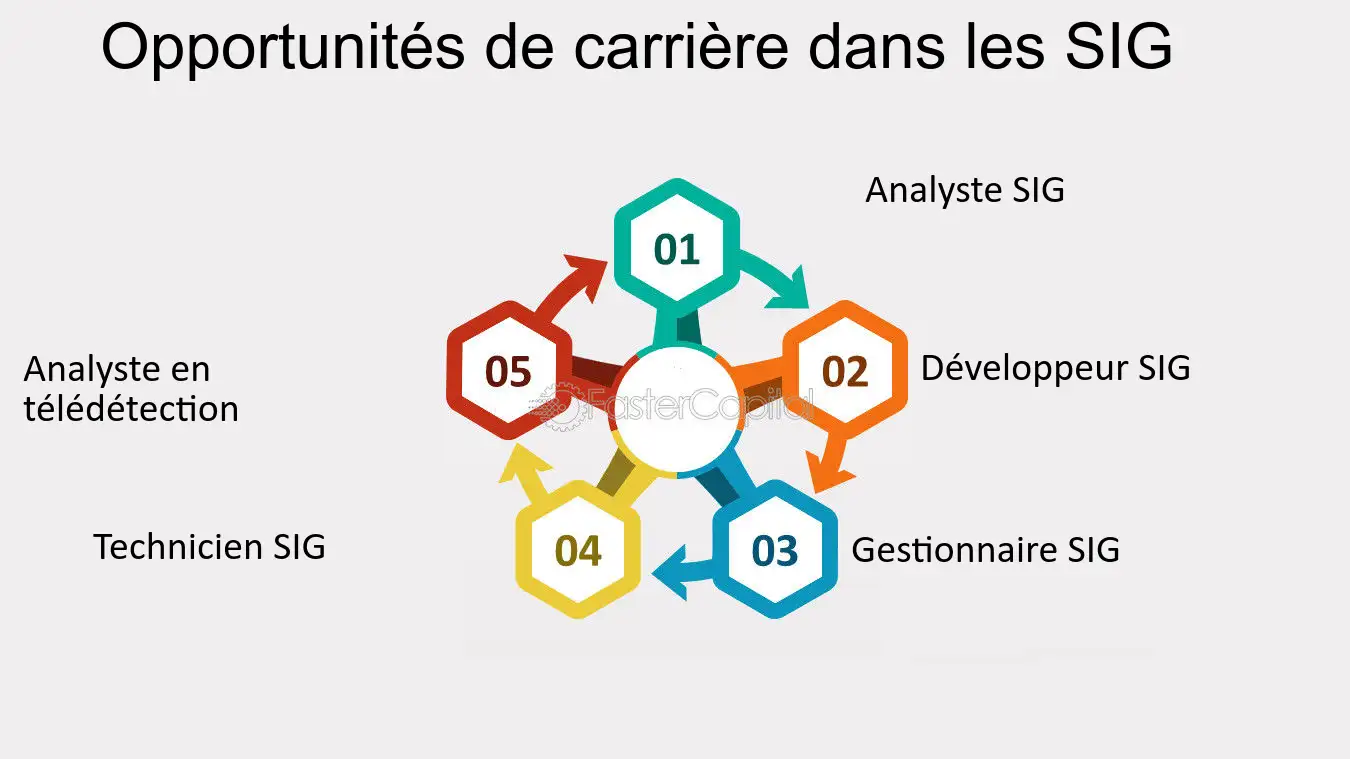 Opportunités de carrière dans les SIG
Analyste SIG
01
02
Développeur SIG
03
Gestionnaire SIG
04
Technicien SIG
05
Analyste en
télédétection
FasterCapital